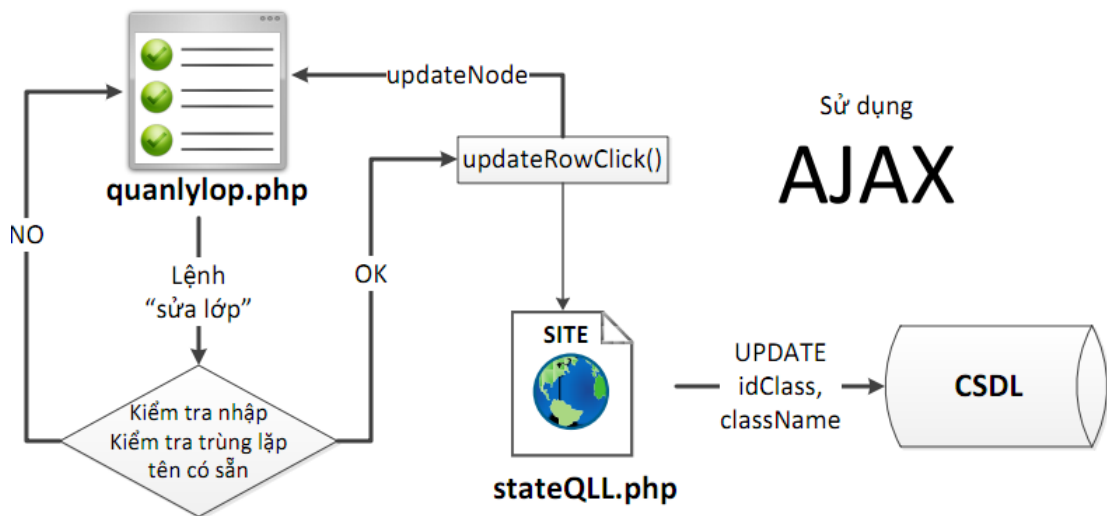 updateNode
Sử dụng
AJAX
updateRowClick()
quanlylop.php
NO
Lệnh
“sửa lớp”
OK
SITE
UPDATE
idClass,
className
CSDL
Kiểm tra nhập
Kiểm tra trùng lặp
tên có sẵn
stateQLL.php